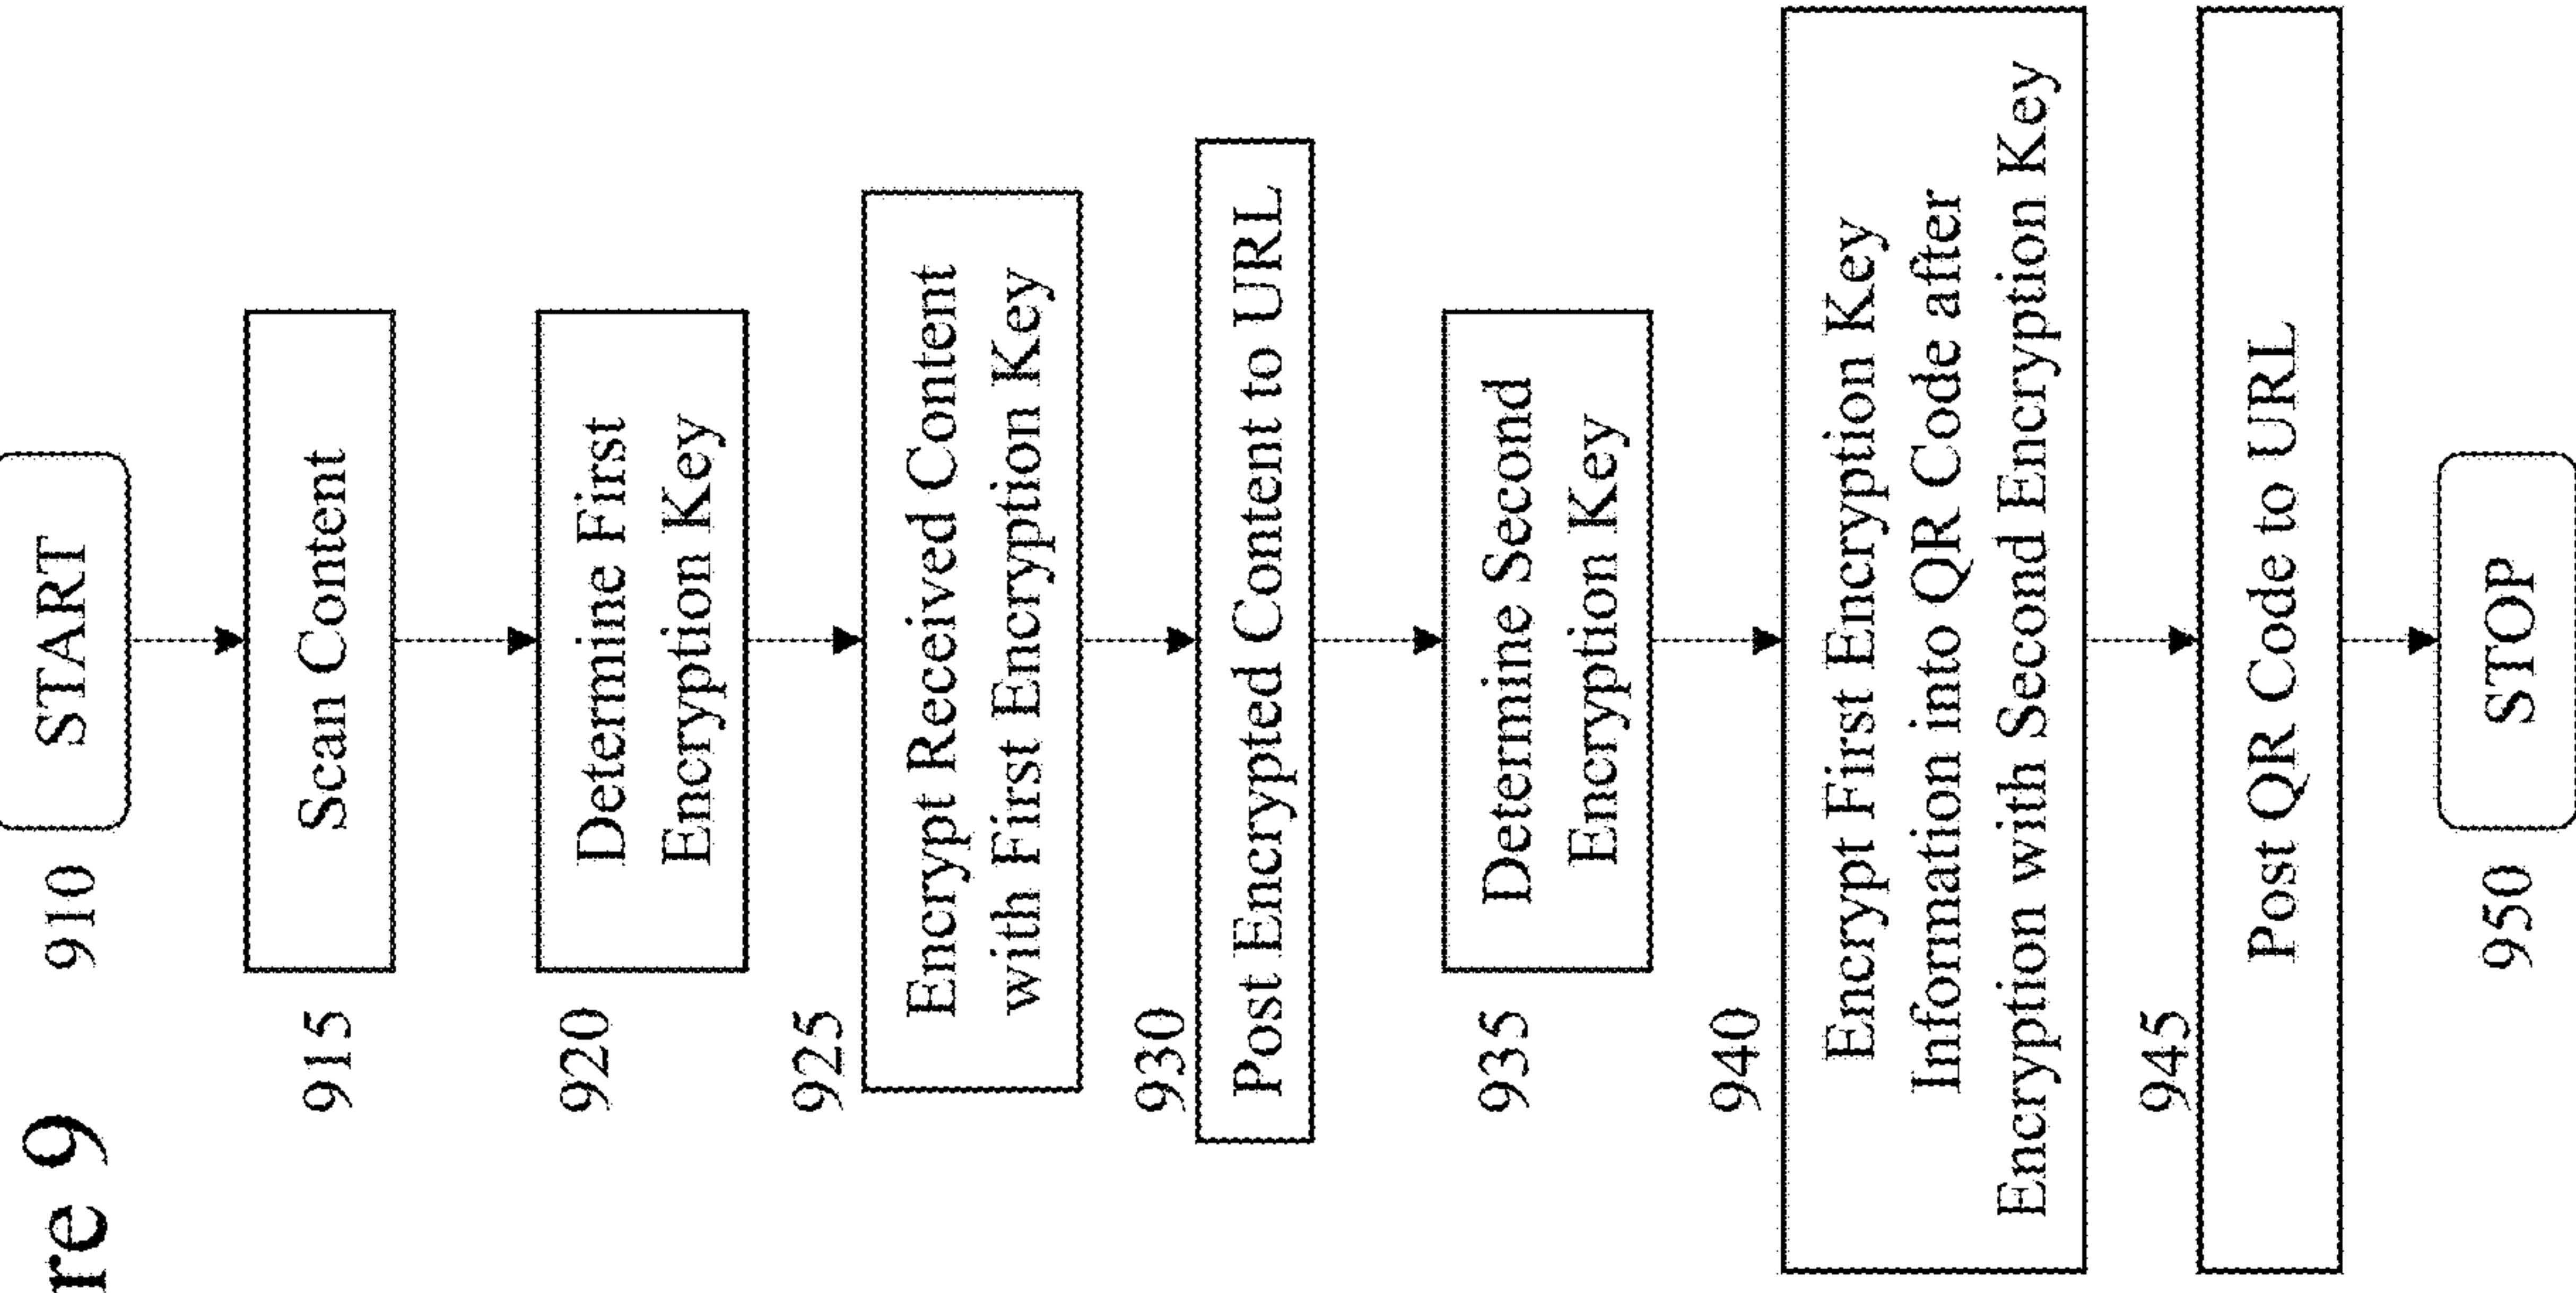 re 9
910
START
915
Scan Content
920
Determine First
Encryption Key
925
Encrypt Received Content
with First Encryption Key
930
Post Encrypted Content to URL
935
Determine Second
Encryption Key
940
Encrypt First Encryption Key
Information into QR Code after
Encryption with Second Encryption Key
945
Post QR Code to URL
950
STOP